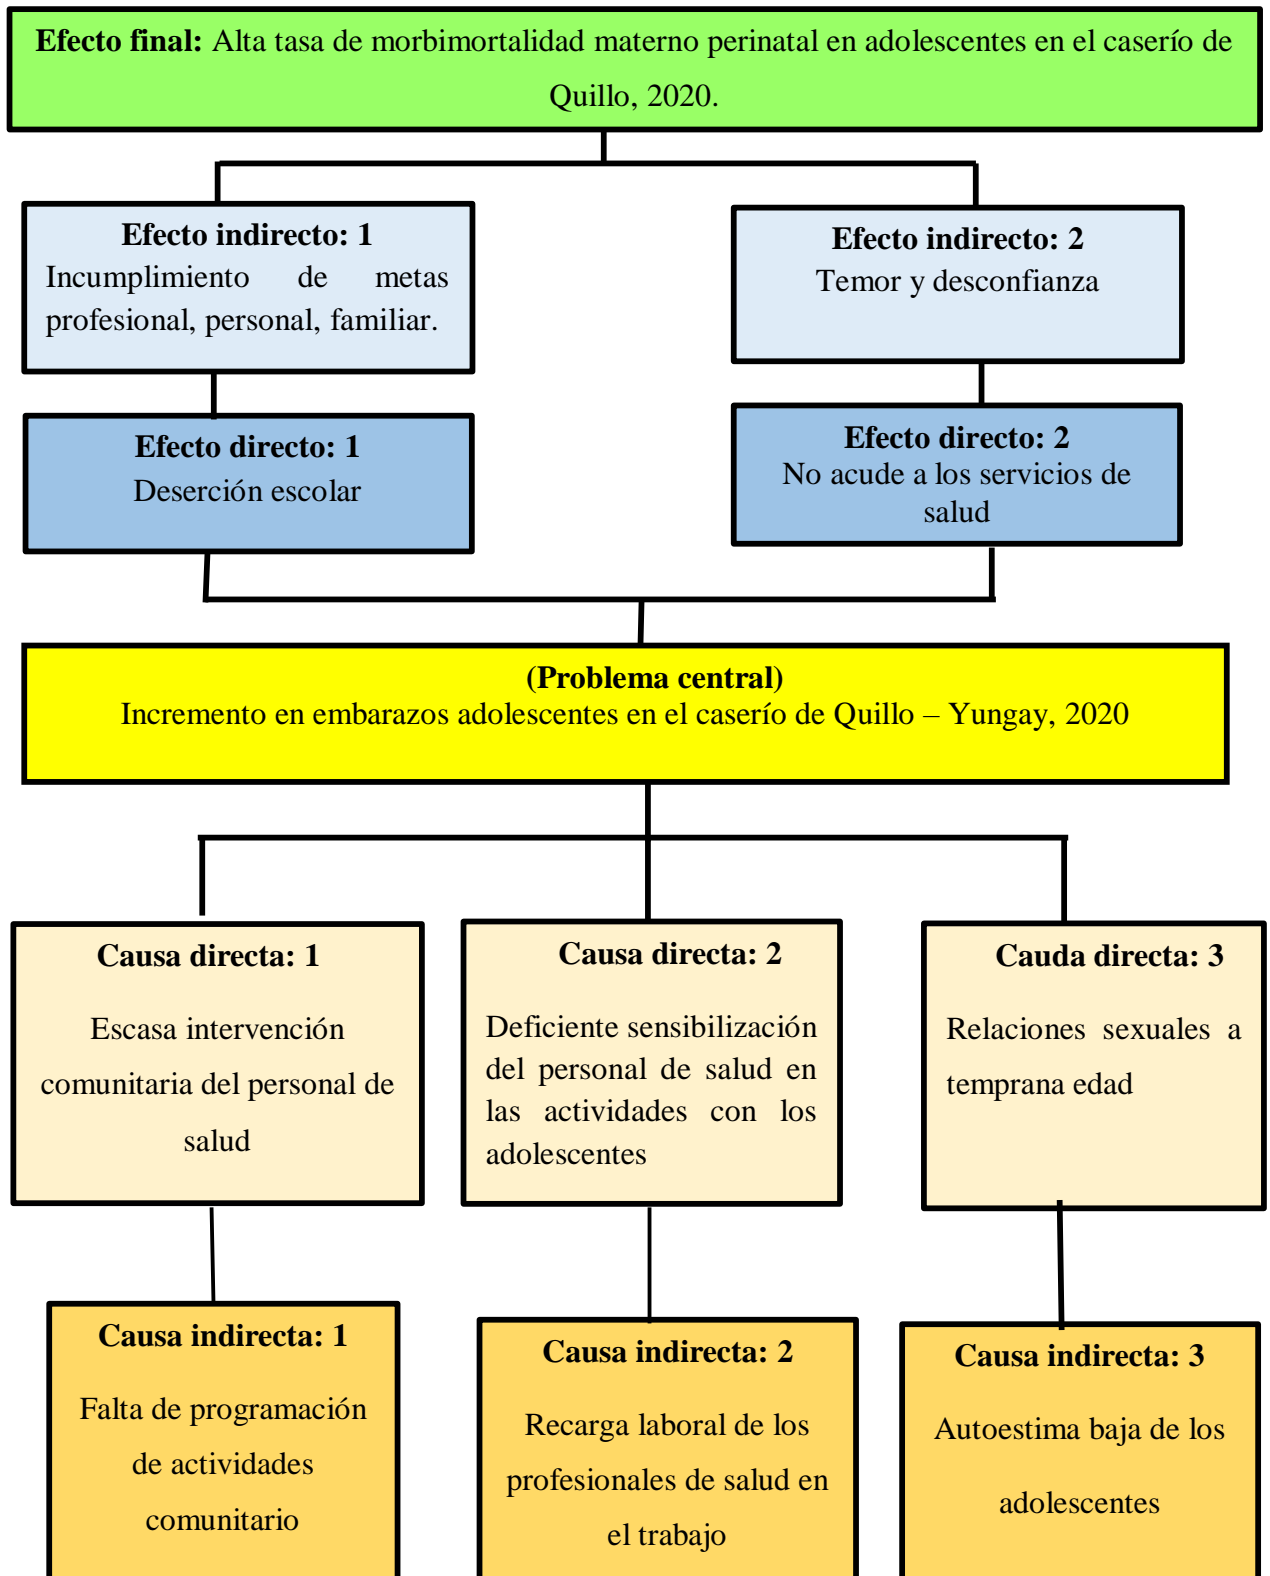 Efecto final: Alta tasa de morbimortalidad materno perinatal en adolescentes en el caserío de
Quillo, 2020.
Efecto indirecto: 1
Incumplimiento de metas
profesional, personal, familiar.
Efecto indirecto: 2
Temor y desconfianza
Efecto directo: 1
Deserción escolar
Efecto directo: 2
No acude a los servicios de
salud
(Problema central)
Incremento en embarazos adolescentes en el caserío de Quillo – Yungay, 2020
Causa directa: 1
Escasa intervención
comunitaria del personal de
salud
Causa directa: 2
Deficiente sensibilización
del personal de salud en
las actividades con los
adolescentes
Cauda directa: 3
Relaciones sexuales a
temprana edad
Causa indirecta: 1
Falta de programación
de actividades
comunitario
Causa indirecta: 2
Recarga laboral de los
profesionales de salud en
el trabajo
Causa indirecta: 3
Autoestima baja de los
adolescentes